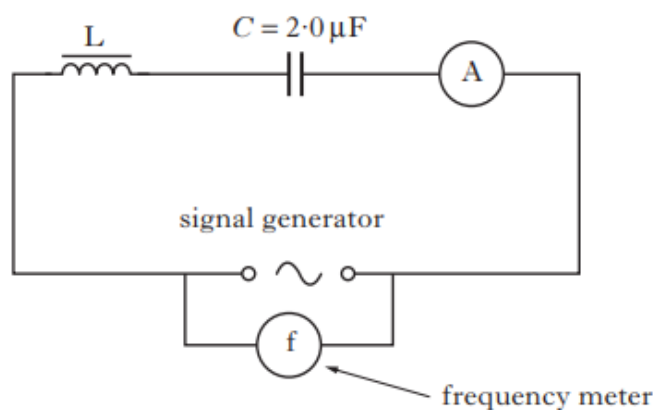 L
C = 2·0 µF
A
signal generator
f
frequency meter